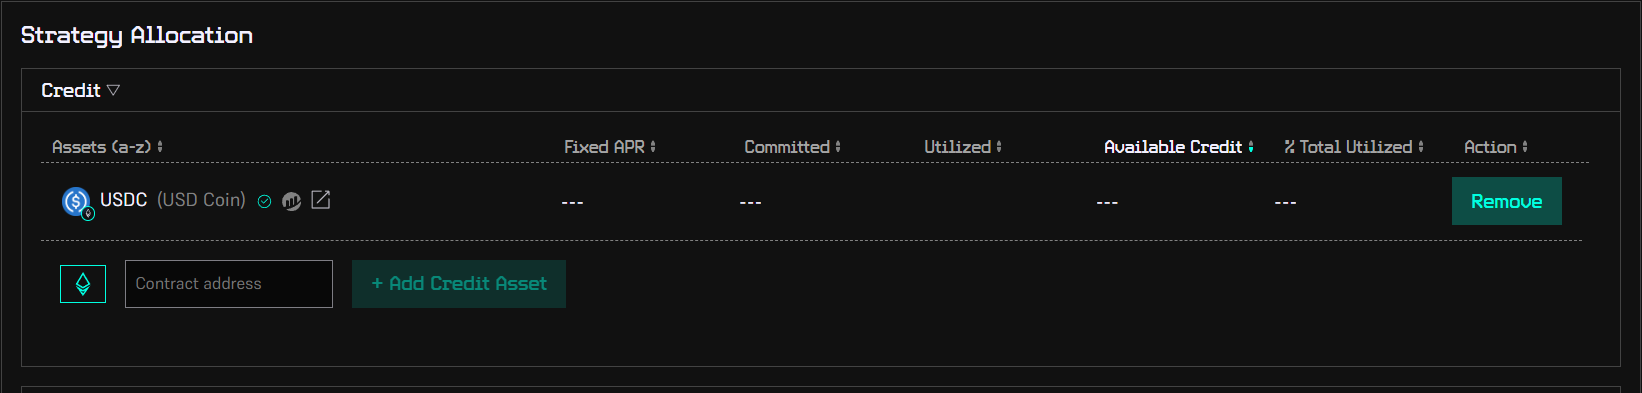 Strategy Allocation
Credit
Assets (a-z) Fixed APR Committed Utilized Available Credit % Total Utilized Action
USDC (USD Coin) --- --- --- --- Remove
Contract address + Add Credit Asset